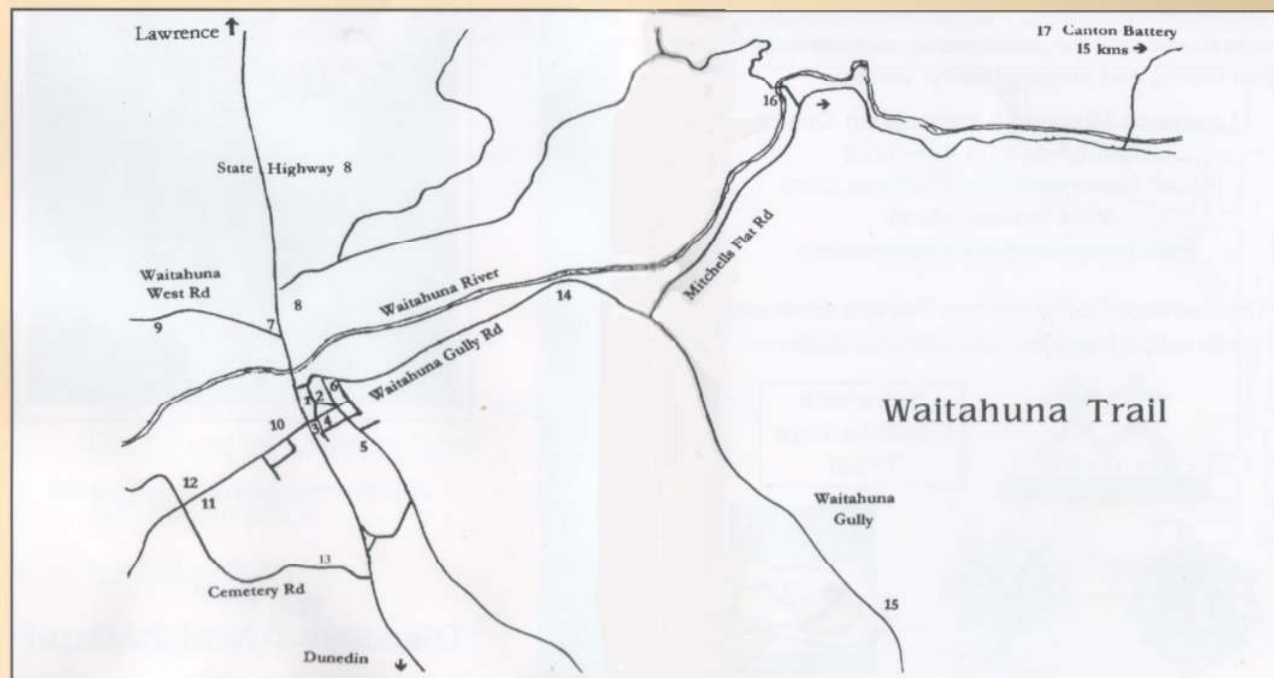 Lawrence ↑
17 Canton Battery
15 kms →
16
→
State Highway 8
Mitchells Flat Rd
Waitahuna
West Rd
8
Waitahuna River
14
9
7
Waitahuna Gully Rd
1
2
6
Waitahuna Trail
10
3
4
5
12
11
Waitahuna
Gully
13
Cemetery Rd
15
Dunedin ↓